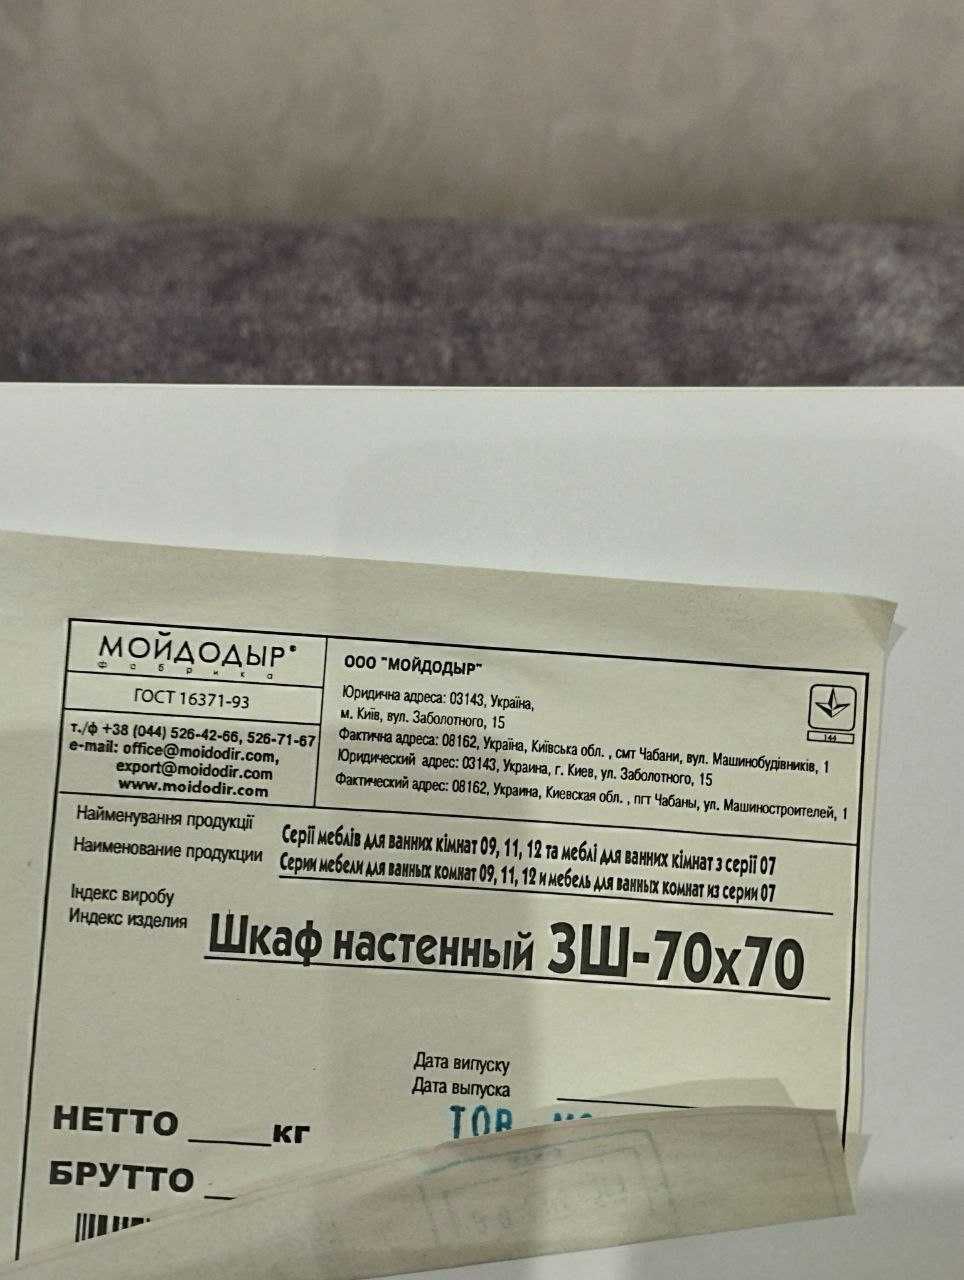 МОЙДОДЫР®
фабрика
ГОСТ 16371-93
т./ф +38 (044) 526-42-66, 526-71-67
e-mail: office@moidodir.com,
export@moidodir.com
www.moidodir.com
ООО "МОЙДОДЫР"
Юридична адреса: 03143, Україна,
м. Київ, вул. Заболотного, 15
Фактична адреса: 08162, Україна, Київська обл. , смт Чабани, вул. Машинобудівників, 1
Юридический адрес: 03143, Украина, г. Киев, ул. Заболотного, 15
Фактический адрес: 08162, Украина, Киевская обл. , пгт Чабаны, ул. Машиностроителей, 1
144
Найменування продукції
Наименование продукции
Серії меблів для ванних кімнат 09, 11, 12 та меблі для ванних кімнат з серії 07
Серии мебели для ванных комнат 09, 11, 12 и мебель для ванных комнат из серии 07
Індекс виробу
Индекс изделия
Шкаф настенный ЗШ-70х70
Дата випуску
Дата выпуска
ТОВ
НЕТТО _____кг
БРУТТО __